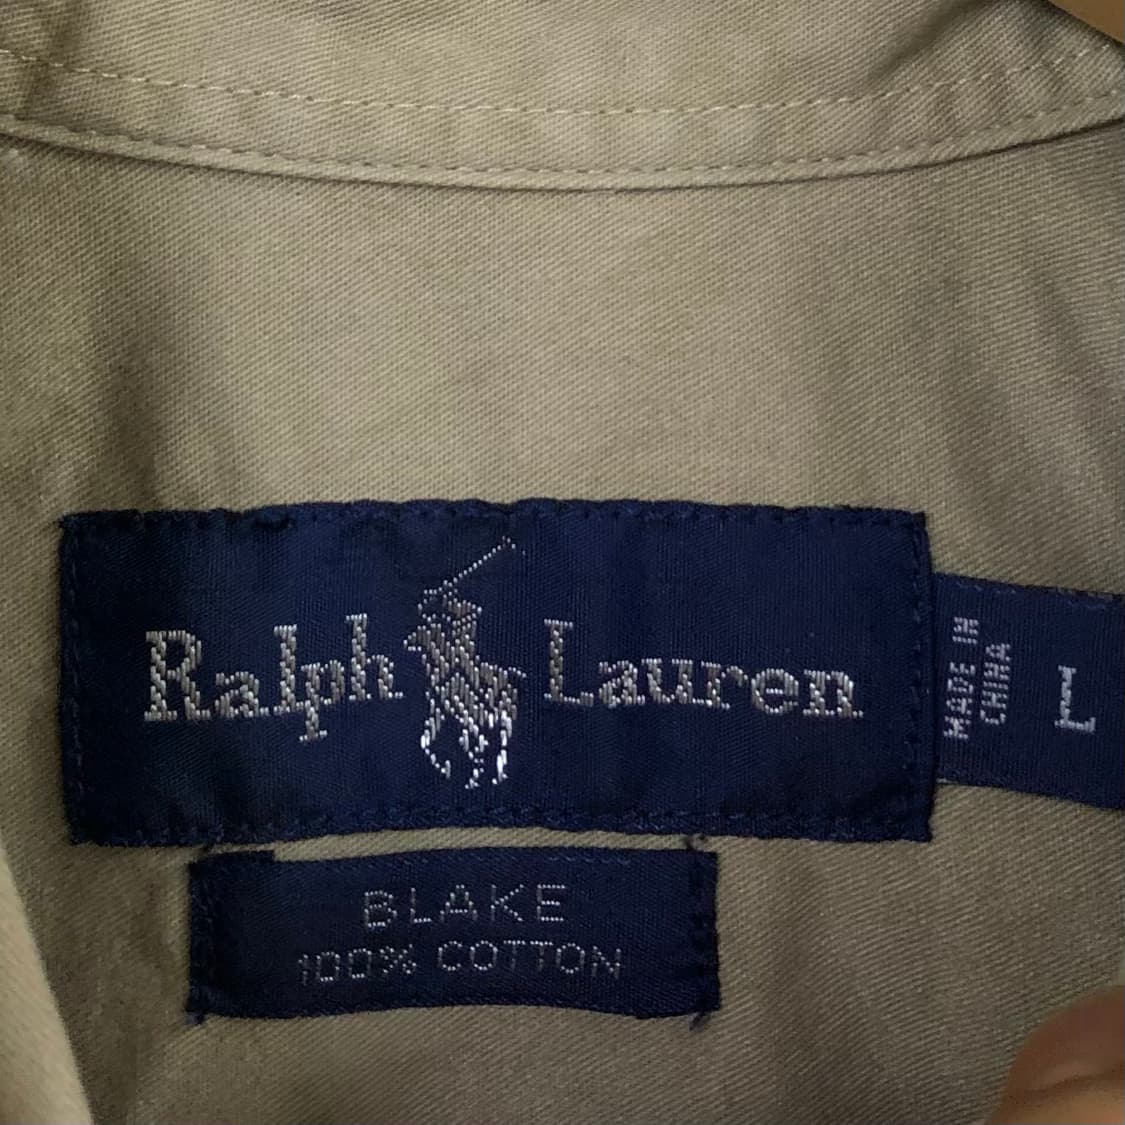 Ralph Lauren
MADE IN
CHINA
L
BLAKE
100% COTTON